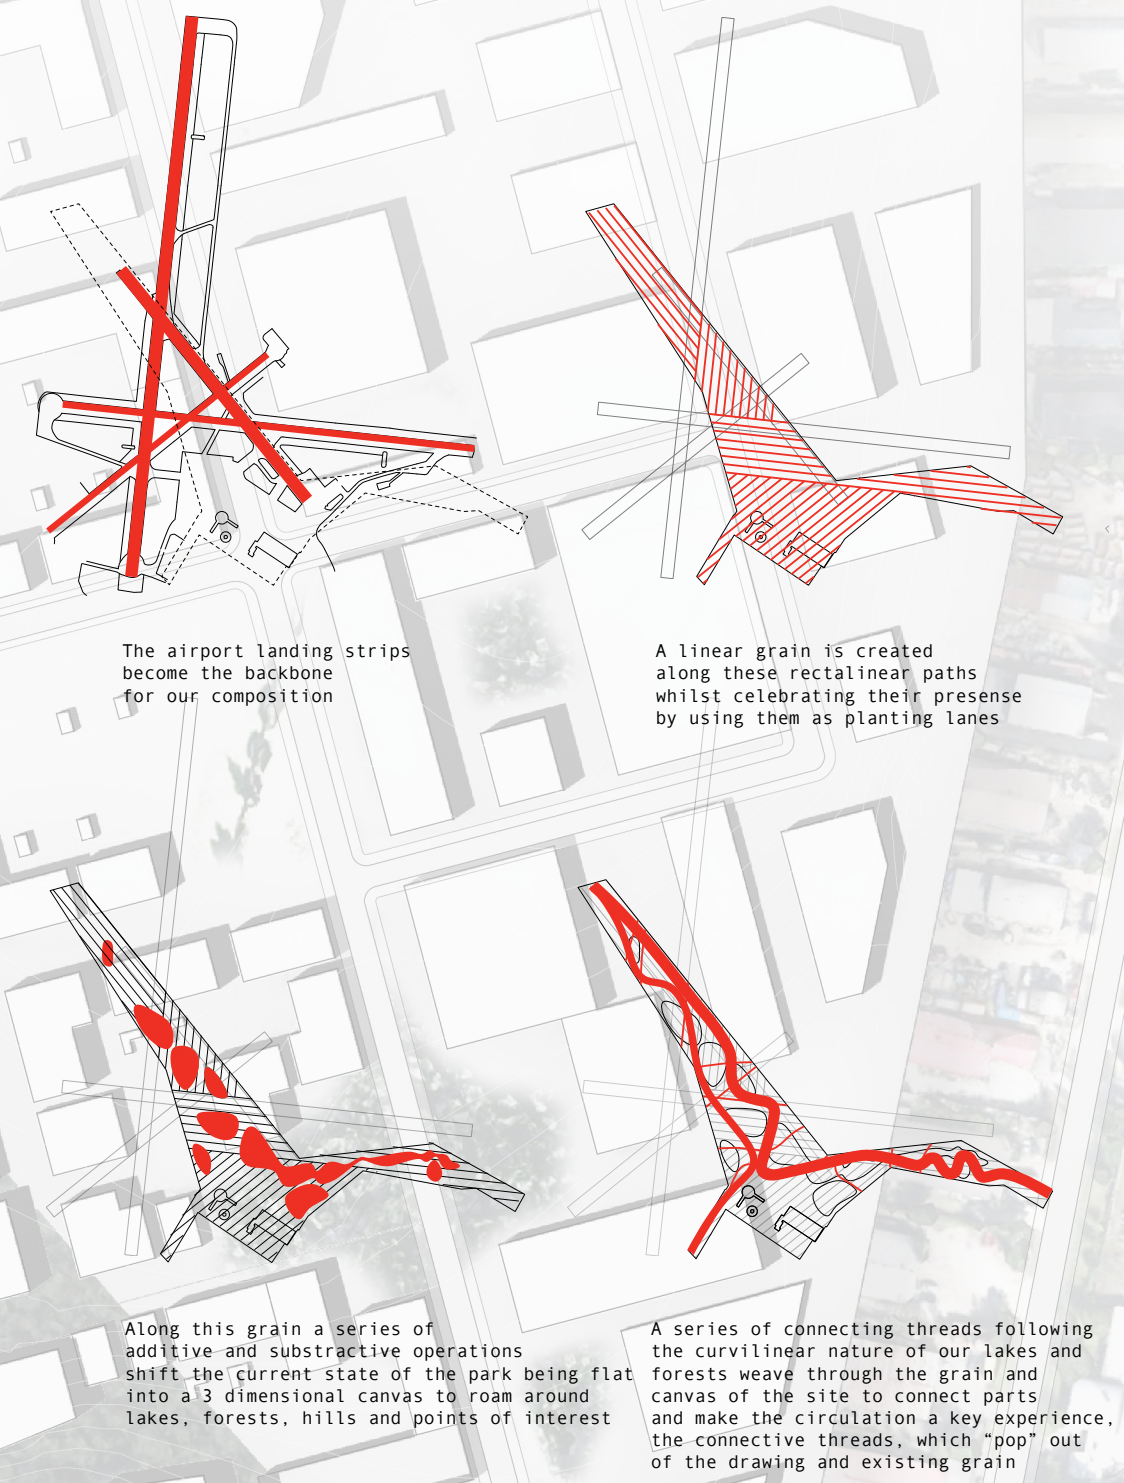 The airport landing strips
become the backbone
for our composition
A linear grain is created
along these rectalinear paths
whilst celebrating their presense
by using them as planting lanes
Along this grain a series of
additive and substractive operations
shift the current state of the park being flat
into a 3 dimensional canvas to roam around
lakes, forests, hills and points of interest
A series of connecting threads following
the curvilinear nature of our lakes and
forests weave through the grain and
canvas of the site to connect parts
and make the circulation a key experience,
the connective threads, which “pop” out
of the drawing and existing grain